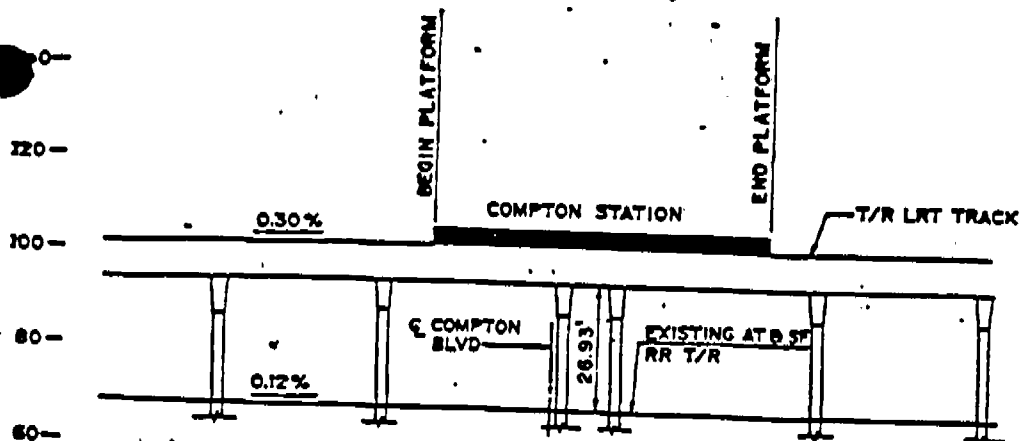 BEGIN PLATFORM
END PLATFORM
120—
COMPTON STATION
T/R LRT TRACK
0.30%
100—
80—
℄ COMPTON
BLVD
26.93'
EXISTING AT & SF
RR T/R
0.12%
60—